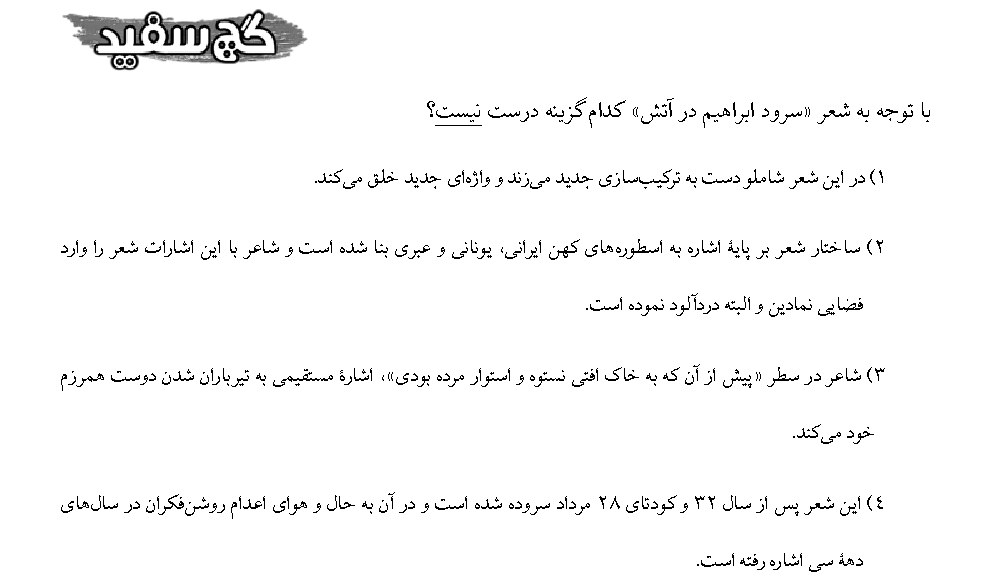 گچ سفید
با توجه به شعر «سرود ابراهیم در آتش» کدام گزینه درست نیست؟
۱) در این شعر شاملو دست به ترکیب‌سازی جدید می‌زند و واژه‌ای جدید خلق می‌کند.
۲) ساختار شعر بر پایهٔ اشاره به اسطوره‌های کهن ایرانی، یونانی و عبری بنا شده است و شاعر با این اشارات شعر را وارد
فضایی نمادین و البته دردآلود نموده است.
۳) شاعر در سطر «پیش از آن که به خاک افتی نستوه و استوار مرده بودی»، اشارهٔ مستقیمی به تیرباران شدن دوست همرزم
خود می‌کند.
۴) این شعر پس از سال ۳۲ و کودتای ۲۸ مرداد سروده شده است و در آن به حال و هوای اعدام روشن‌فکران در سال‌های
دههٔ سی اشاره رفته است.